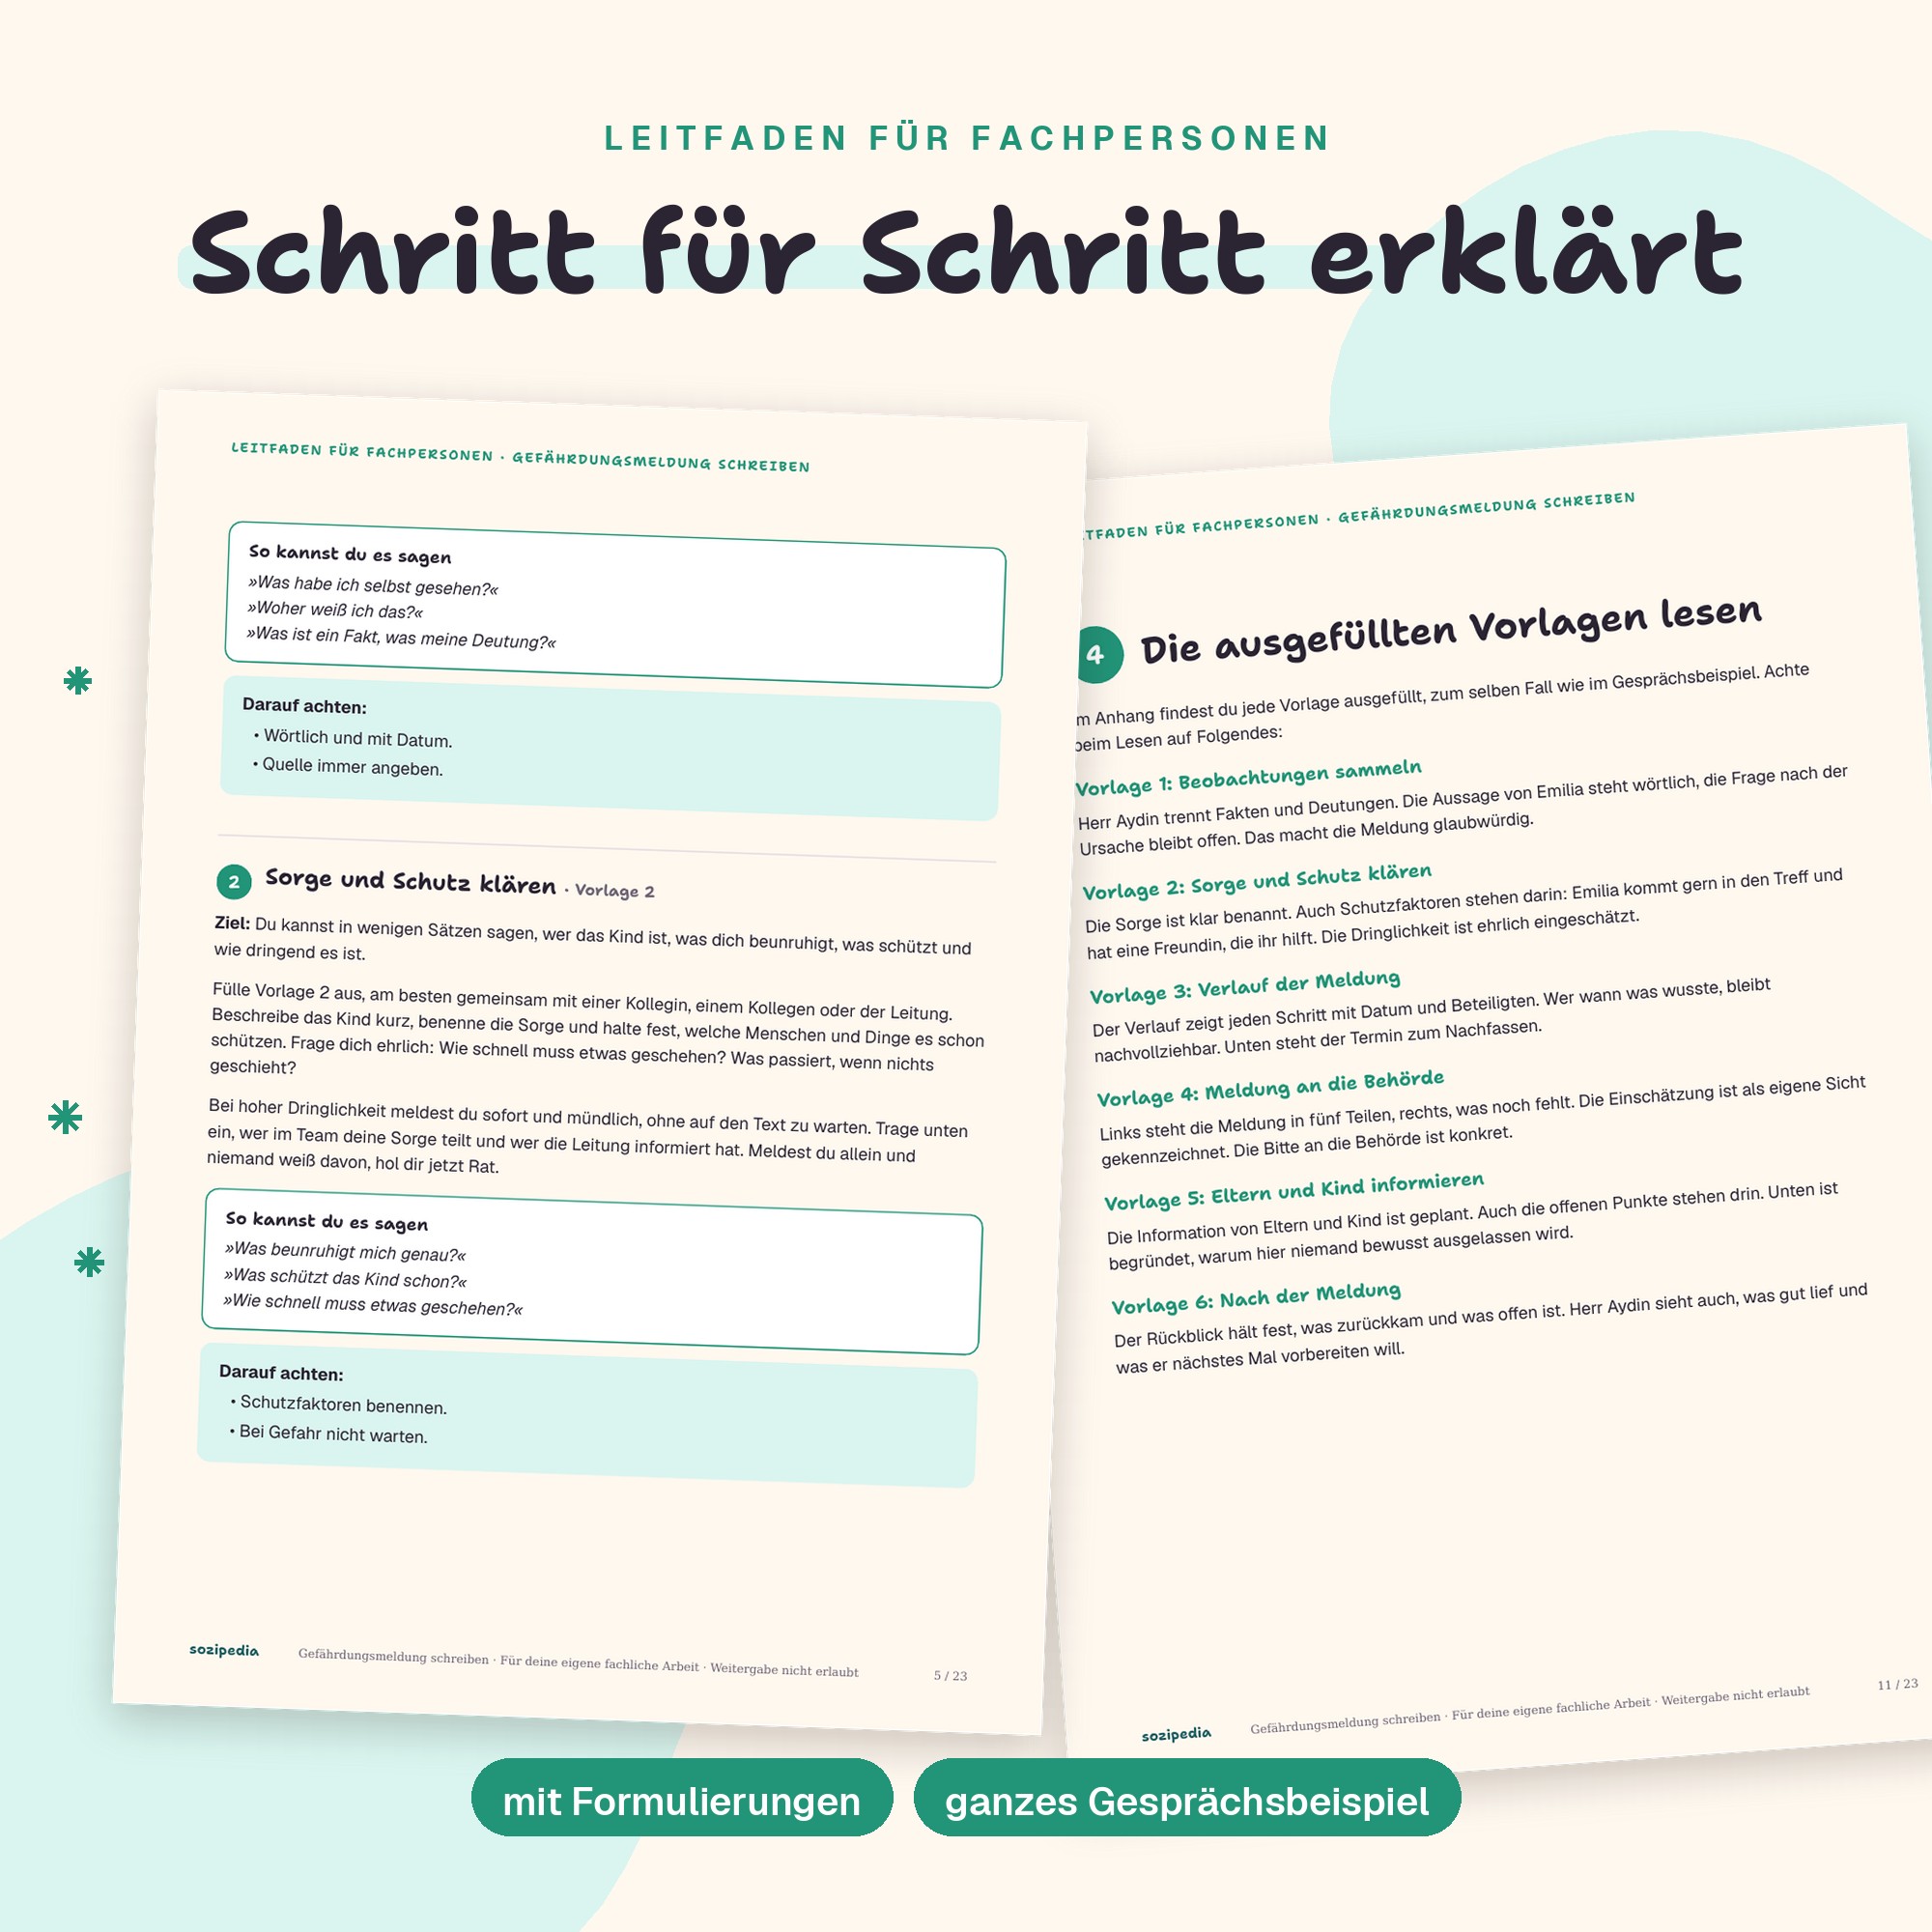 LEITFADEN FÜR FACHPERSONEN
Schritt für Schritt erklärt
LEITFADEN FÜR FACHPERSONEN · GEFÄHRDUNGSMELDUNG SCHREIBEN
So kannst du es sagen
»Was habe ich selbst gesehen?«
»Woher weiß ich das?«
»Was ist ein Fakt, was meine Deutung?«
Darauf achten:
• Wörtlich und mit Datum.
• Quelle immer angeben.
2 Sorge und Schutz klären · Vorlage 2
Ziel: Du kannst in wenigen Sätzen sagen, wer das Kind ist, was dich beunruhigt, was schützt und
wie dringend es ist.
Fülle Vorlage 2 aus, am besten gemeinsam mit einer Kollegin, einem Kollegen oder der Leitung.
Beschreibe das Kind kurz, benenne die Sorge und halte fest, welche Menschen und Dinge es schon
schützen. Frage dich ehrlich: Wie schnell muss etwas geschehen? Was passiert, wenn nichts
geschieht?
Bei hoher Dringlichkeit meldest du sofort und mündlich, ohne auf den Text zu warten. Trage unten
ein, wer im Team deine Sorge teilt und wer die Leitung informiert hat. Meldest du allein und
niemand weiß davon, hol dir jetzt Rat.
So kannst du es sagen
»Was beunruhigt mich genau?«
»Was schützt das Kind schon?«
»Wie schnell muss etwas geschehen?«
Darauf achten:
• Schutzfaktoren benennen.
• Bei Gefahr nicht warten.
sozipedia Gefährdungsmeldung schreiben · Für deine eigene fachliche Arbeit · Weitergabe nicht erlaubt 5 / 23
TFADEN FÜR FACHPERSONEN · GEFÄHRDUNGSMELDUNG SCHREIBEN
4 Die ausgefüllten Vorlagen lesen
m Anhang findest du jede Vorlage ausgefüllt, zum selben Fall wie im Gesprächsbeispiel. Achte
beim Lesen auf Folgendes:
Vorlage 1: Beobachtungen sammeln
Herr Aydin trennt Fakten und Deutungen. Die Aussage von Emilia steht wörtlich, die Frage nach der
Ursache bleibt offen. Das macht die Meldung glaubwürdig.
Vorlage 2: Sorge und Schutz klären
Die Sorge ist klar benannt. Auch Schutzfaktoren stehen darin: Emilia kommt gern in den Treff und
hat eine Freundin, die ihr hilft. Die Dringlichkeit ist ehrlich eingeschätzt.
Vorlage 3: Verlauf der Meldung
Der Verlauf zeigt jeden Schritt mit Datum und Beteiligten. Wer wann was wusste, bleibt
nachvollziehbar. Unten steht der Termin zum Nachfassen.
Vorlage 4: Meldung an die Behörde
Links steht die Meldung in fünf Teilen, rechts, was noch fehlt. Die Einschätzung ist als eigene Sicht
gekennzeichnet. Die Bitte an die Behörde ist konkret.
Vorlage 5: Eltern und Kind informieren
Die Information von Eltern und Kind ist geplant. Auch die offenen Punkte stehen drin. Unten ist
begründet, warum hier niemand bewusst ausgelassen wird.
Vorlage 6: Nach der Meldung
Der Rückblick hält fest, was zurückkam und was offen ist. Herr Aydin sieht auch, was gut lief und
was er nächstes Mal vorbereiten will.
sozipedia Gefährdungsmeldung schreiben · Für deine eigene fachliche Arbeit · Weitergabe nicht erlaubt 11 / 23
mit Formulierungen
ganzes Gesprächsbeispiel